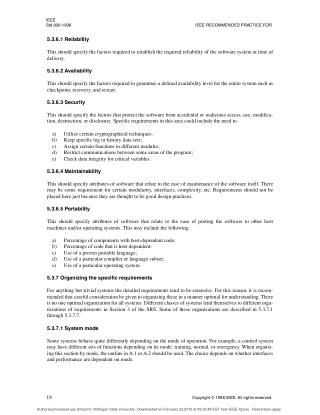 IEEE
Std 830-1998 IEEE RECOMMENDED PRACTICE FOR
5.3.6.1 Reliability
This should specify the factors required to establish the required reliability of the software system at time of
delivery.
5.3.6.2 Availability
This should specify the factors required to guarantee a defined availability level for the entire system such as
checkpoint, recovery, and restart.
5.3.6.3 Security
This should specify the factors that protect the software from accidental or malicious access, use, modifica-
tion, destruction, or disclosure. Specific requirements in this area could include the need to
a) Utilize certain cryptographical techniques;
b) Keep specific log or history data sets;
c) Assign certain functions to different modules;
d) Restrict communications between some areas of the program;
e) Check data integrity for critical variables.
5.3.6.4 Maintainability
This should specify attributes of software that relate to the ease of maintenance of the software itself. There
may be some requirement for certain modularity, interfaces, complexity, etc. Requirements should not be
placed here just because they are thought to be good design practices.
5.3.6.5 Portability
This should specify attributes of software that relate to the ease of porting the software to other host
machines and/or operating systems. This may include the following:
a) Percentage of components with host-dependent code;
b) Percentage of code that is host dependent;
c) Use of a proven portable language;
d) Use of a particular compiler or language subset;
e) Use of a particular operating system.
5.3.7 Organizing the specific requirements
For anything but trivial systems the detailed requirements tend to be extensive. For this reason, it is recom-
mended that careful consideration be given to organizing these in a manner optimal for understanding. There
is no one optimal organization for all systems. Different classes of systems lend themselves to different orga-
nizations of requirements in Section 3 of the SRS. Some of these organizations are described in 5.3.7.1
through 5.3.7.7.
5.3.7.1 System mode
Some systems behave quite differently depending on the mode of operation. For example, a control system
may have different sets of functions depending on its mode: training, normal, or emergency. When organiz-
ing this section by mode, the outline in A.1 or A.2 should be used. The choice depends on whether interfaces
and performance are dependent on mode.
18 Copyright © 1998 IEEE. All rights reserved.
Authorized licensed use limited to: Michigan State University. Downloaded on February 23,2010 at EST from IEEE Xplore. Restrictions apply.